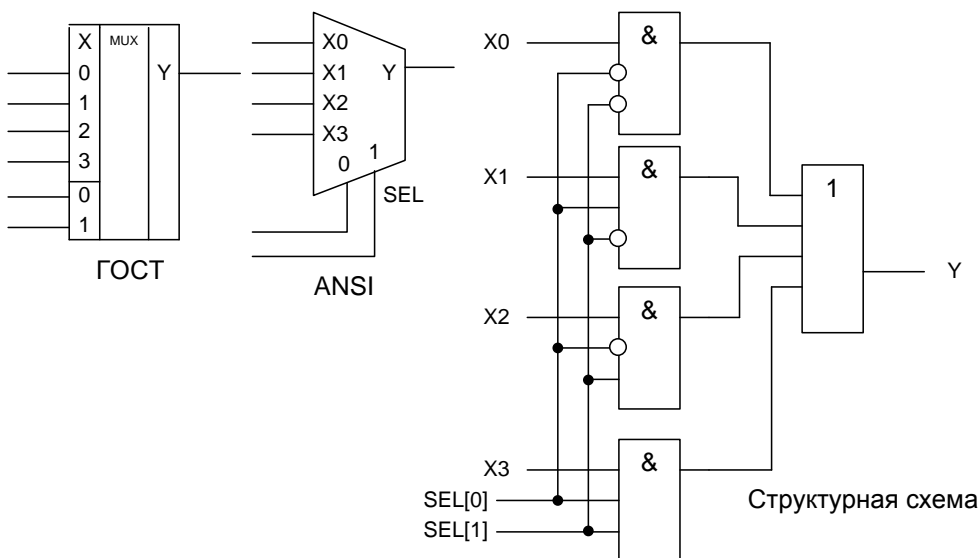 X MUX
0 Y
1
2
3
0
1
ГОСТ
X0
X1 Y
X2
X3
0 1
SEL
ANSI
X0 &
X1 &
X2 &
X3 &
SEL[0]
SEL[1]
1
Y
Структурная схема